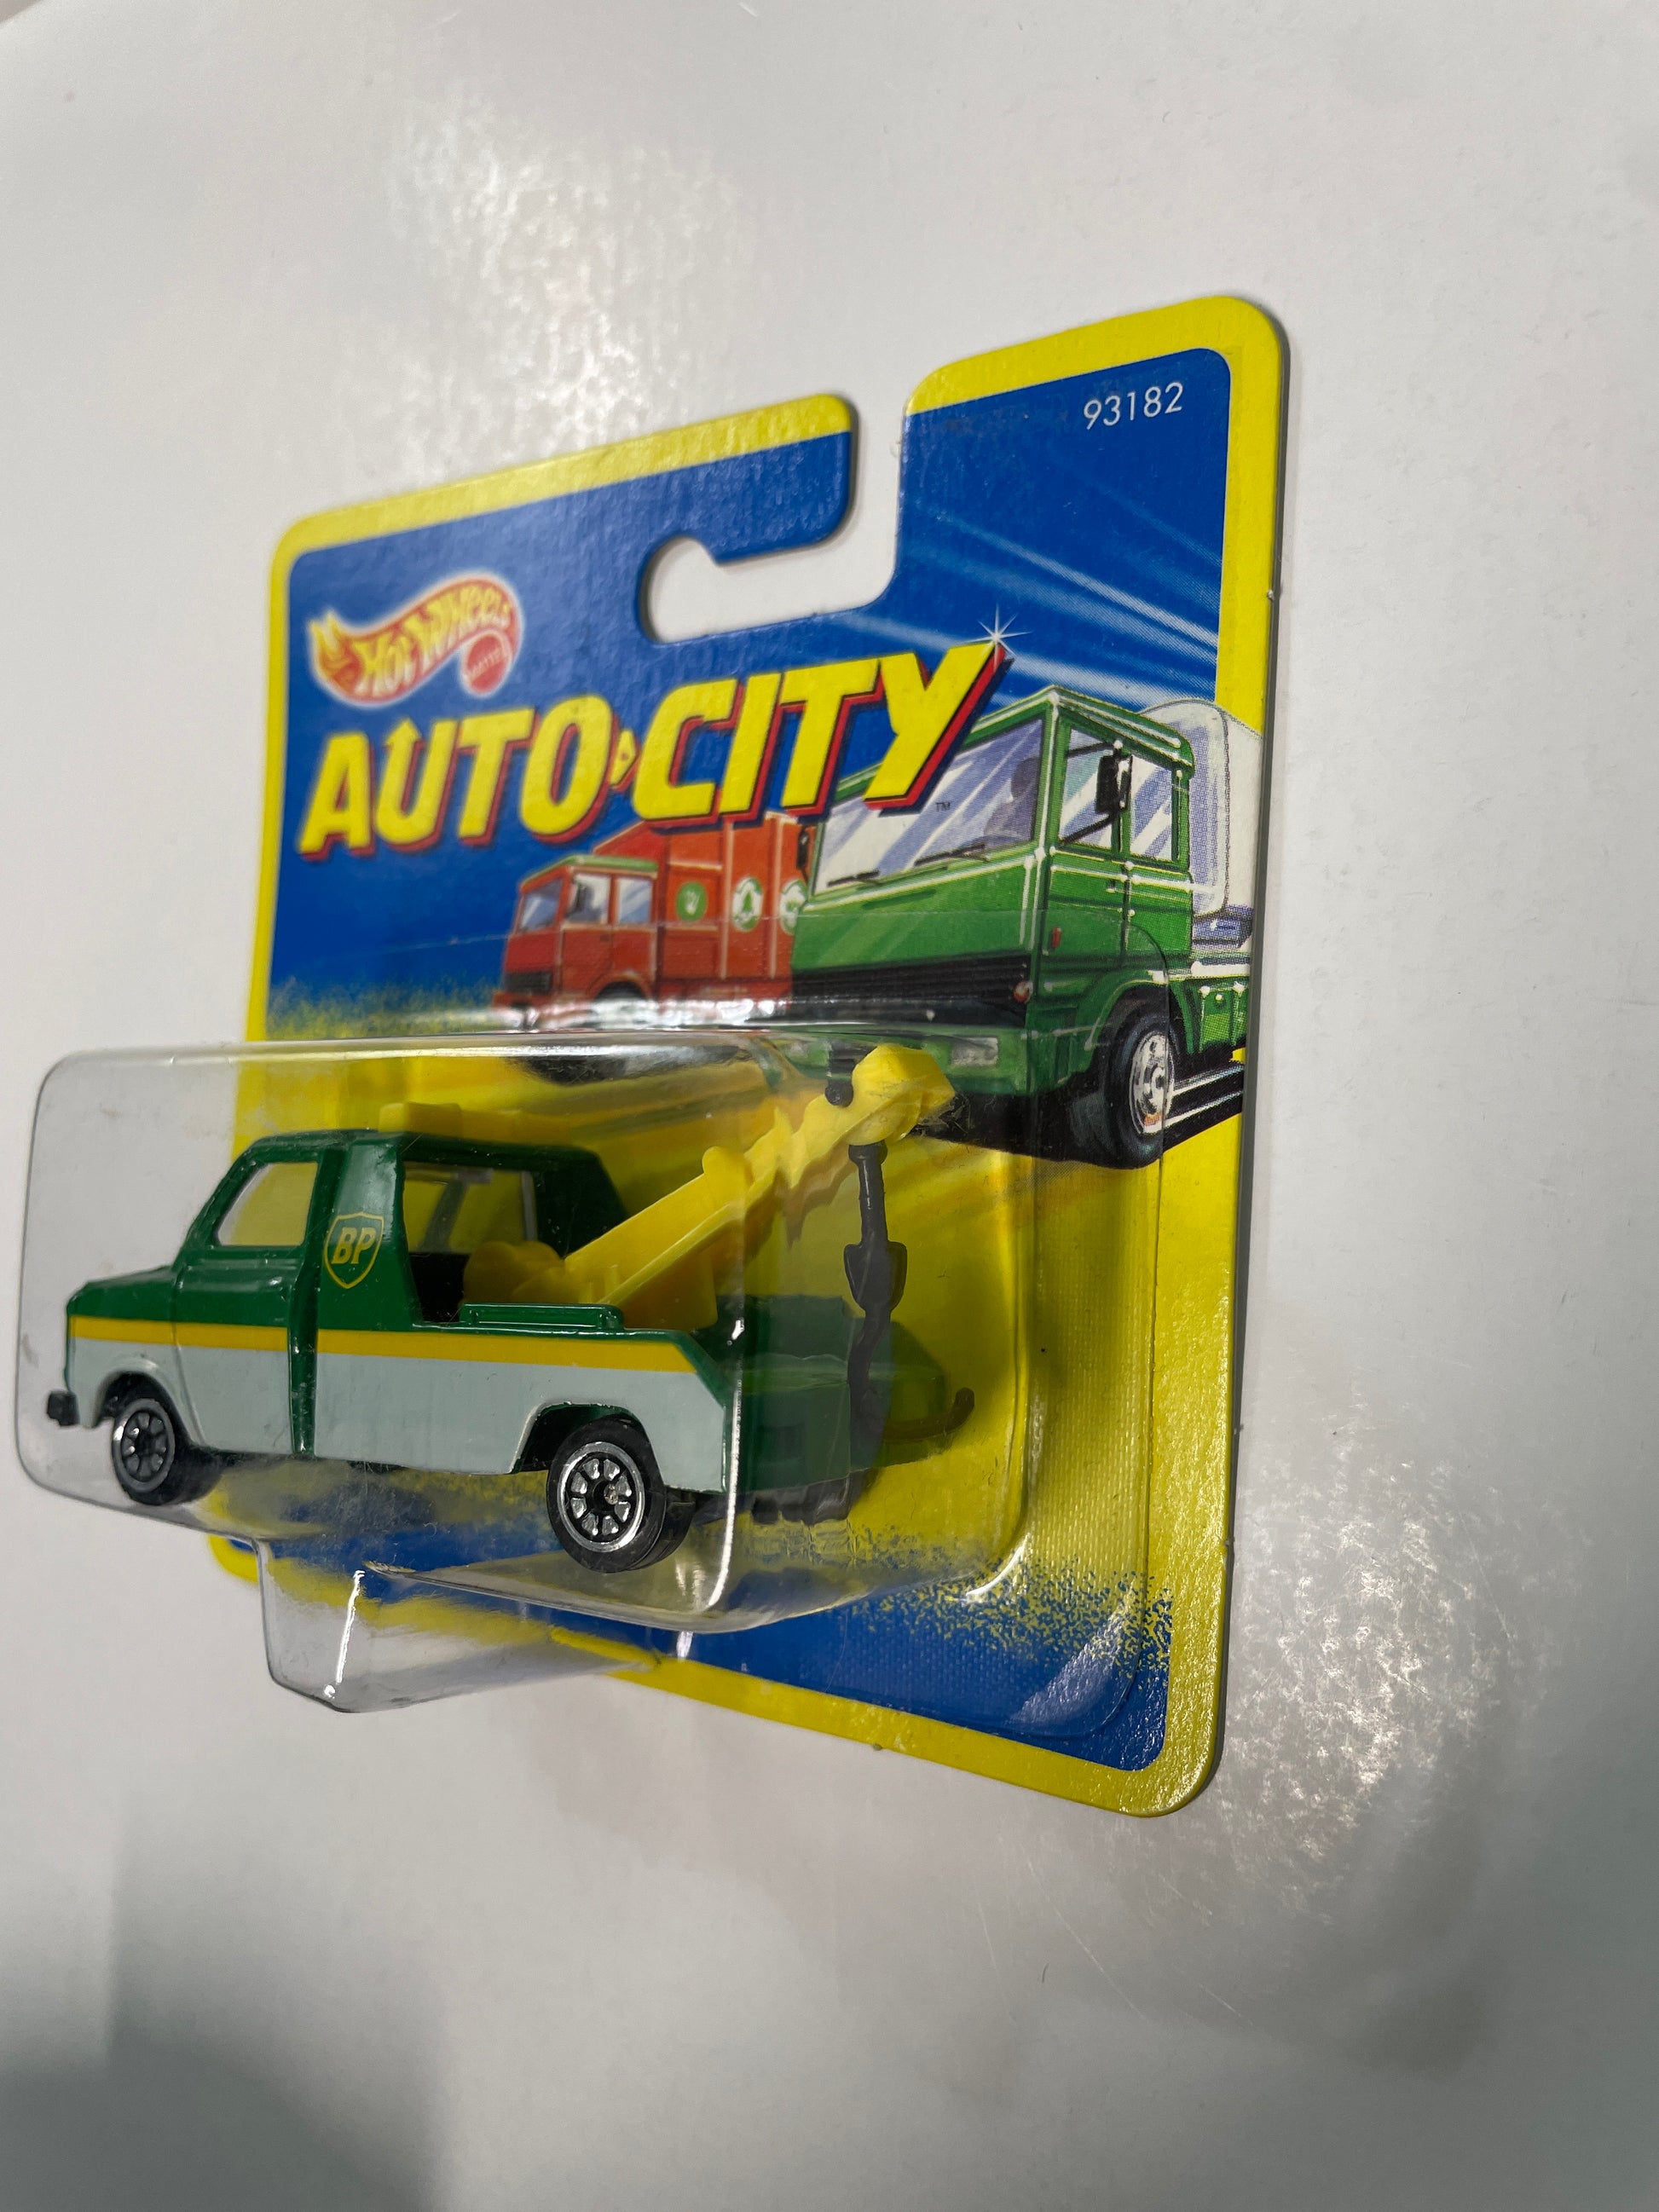 93182
HOT WHEELS
MATTEL
AUTO CITY
TM
BP